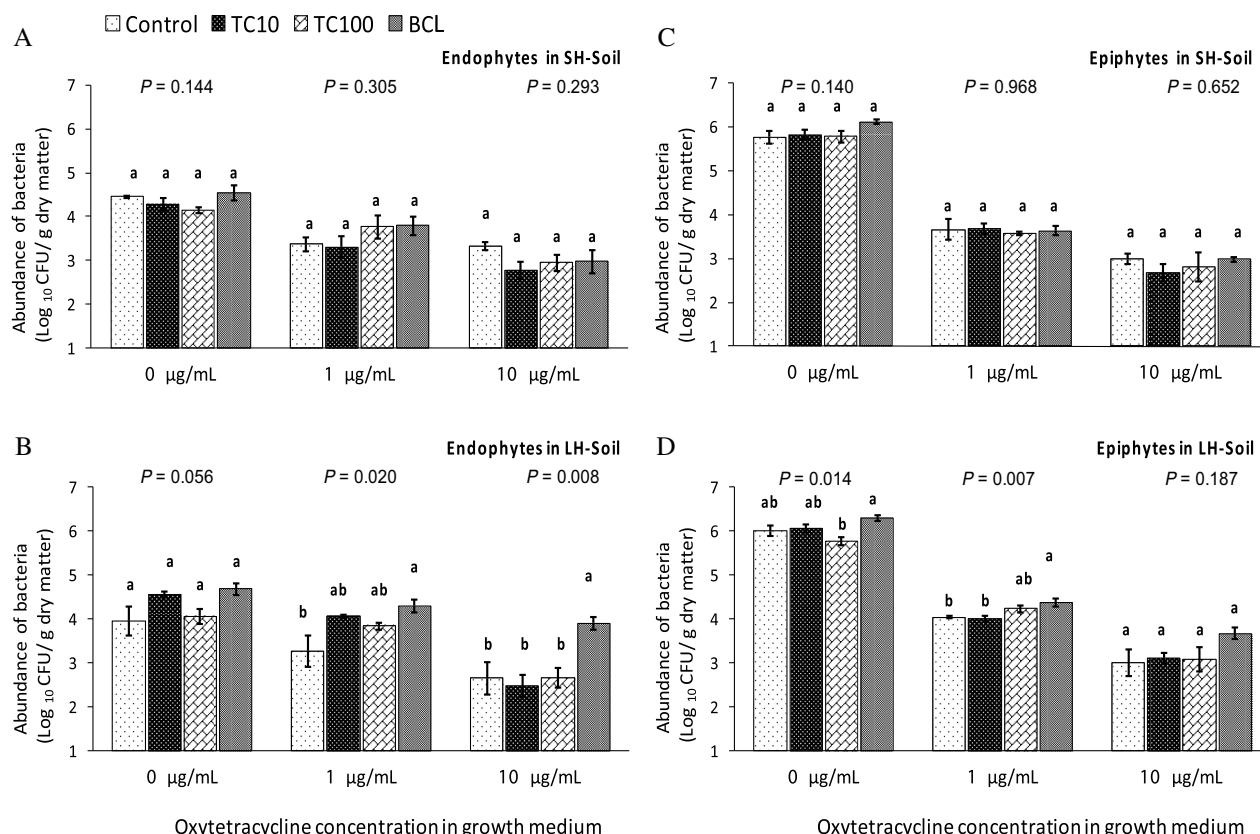 Control TC10 TC100 BCL
A
Endophytes in SH-Soil
P = 0.144 P = 0.305 P = 0.293
Abundance of bacteria
(Log 10 CFU/ g dry matter)
7
6
5
4
3
2
1
a a a a a a a a a a a a
0 µg/mL 1 µg/mL 10 µg/mL
C
Epiphytes in SH-Soil
P = 0.140 P = 0.968 P = 0.652
Abundance of bacteria
(Log 10 CFU/ g dry matter)
7
6
5
4
3
2
1
a a a a a a a a a a a a
0 µg/mL 1 µg/mL 10 µg/mL
B
Endophytes in LH-Soil
P = 0.056 P = 0.020 P = 0.008
Abundance of bacteria
(Log 10 CFU/ g dry matter)
7
6
5
4
3
2
1
a a a a b ab ab a b b b a
0 µg/mL 1 µg/mL 10 µg/mL
Oxytetracycline concentration in growth medium
D
Epiphytes in LH-Soil
P = 0.014 P = 0.007 P = 0.187
Abundance of bacteria
(Log 10 CFU/ g dry matter)
7
6
5
4
3
2
1
ab ab b a b b ab a a a a a
0 µg/mL 1 µg/mL 10 µg/mL
Oxytetracycline concentration in growth medium